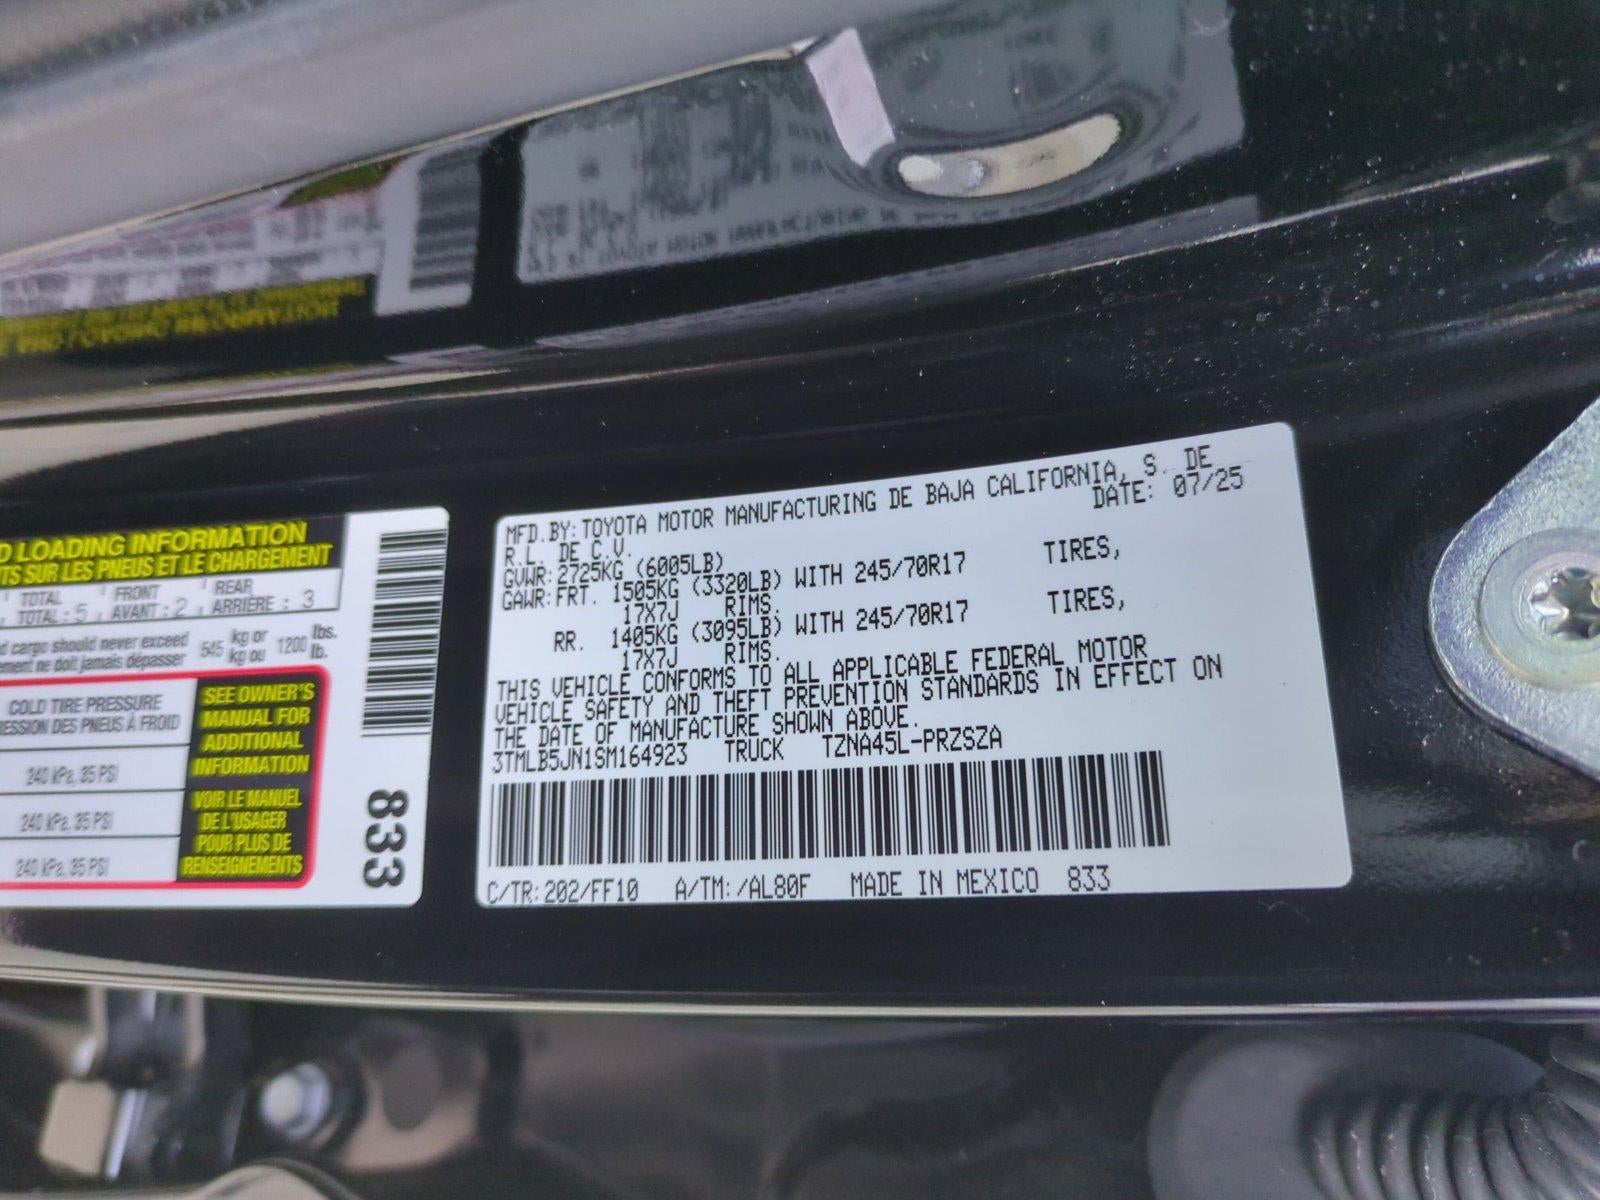 D LOADING INFORMATION
TS SUR LES PNEUS ET LE CHARGEMENT
TOTAL FRONT REAR
TOTAL: 5 AVANT: 2 ARRIÈRE: 3
d cargo should never exceed 545 kg or 1200 lbs.
ement ne doit jamais dépasser kg ou lb.
COLD TIRE PRESSURE
ESSION DES PNEUS À FROID
240 kPa, 35 PSI
240 kPa, 35 PSI
240 kPa, 35 PSI
SEE OWNER'S
MANUAL FOR
ADDITIONAL
INFORMATION
VOIR LE MANUEL
DE L'USAGER
POUR PLUS DE
RENSEIGNEMENTS
833
MFD.BY: TOYOTA MOTOR MANUFACTURING DE BAJA CALIFORNIA, S. DE
R.L. DE C.V. DATE: 07/25
GVWR: 2725KG (6005LB)
GAWR: FRT. 1505KG (3320LB) WITH 245/70R17 TIRES,
17X7J RIMS.
RR. 1405KG (3095LB) WITH 245/70R17 TIRES,
17X7J RIMS.
THIS VEHICLE CONFORMS TO ALL APPLICABLE FEDERAL MOTOR
VEHICLE SAFETY AND THEFT PREVENTION STANDARDS IN EFFECT ON
THE DATE OF MANUFACTURE SHOWN ABOVE.
3TMLB5JN1SM164923 TRUCK TZNA45L-PRZSZA
C/TR: 202/FF10 A/TM: /AL80F MADE IN MEXICO 833